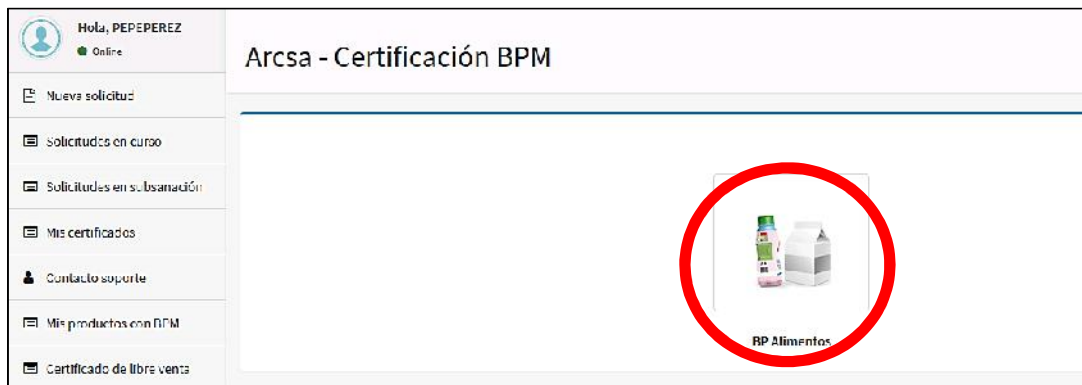 Hola, PEPEPEREZ
Online
Arcsa - Certificación BPM
Nueva solicitud
Solicitudes en curso
Solicitudes en subsanación
Mis certificados
Contacto soporte
Mis productos con BPM
Certificado de libre venta
BP Alimentos